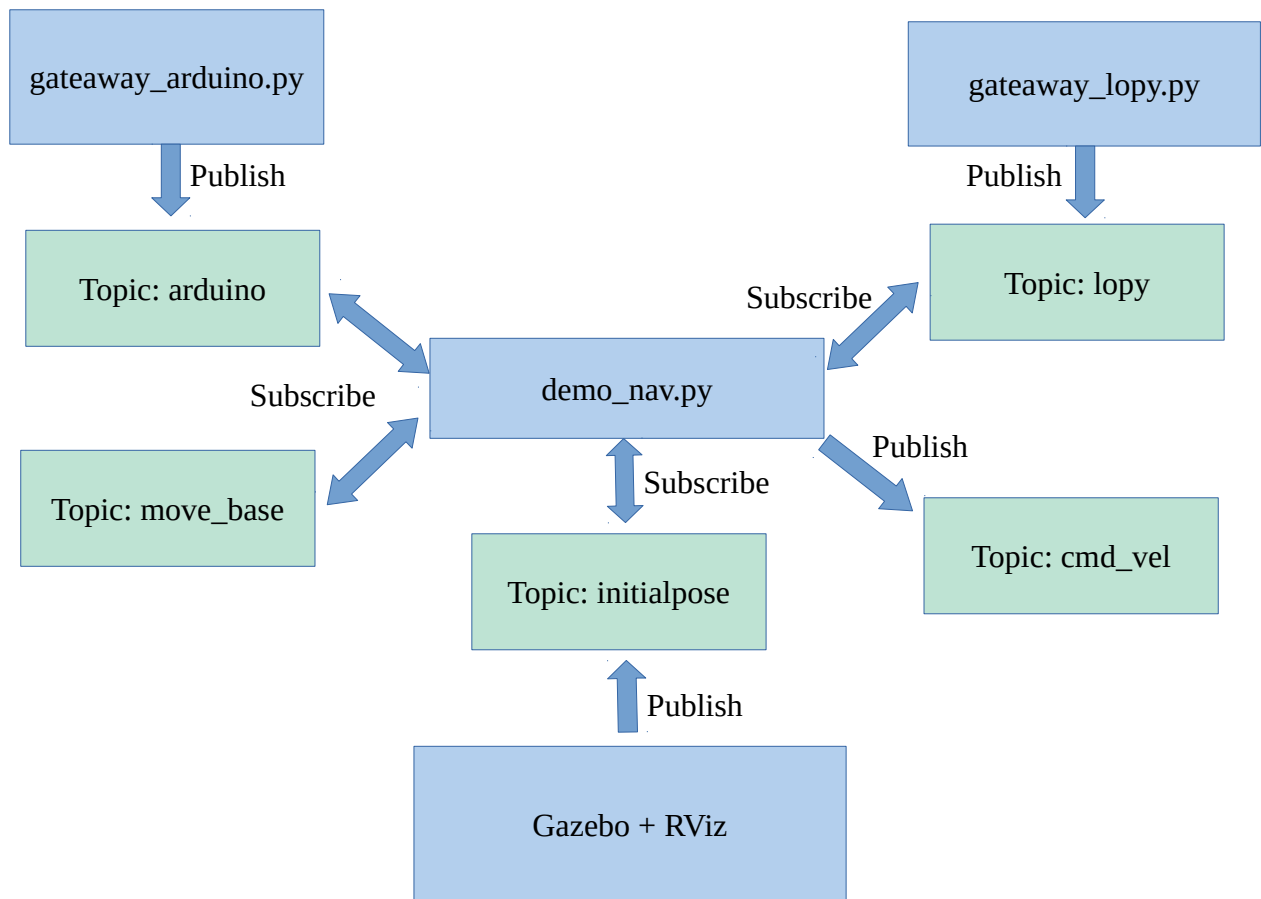 gateaway_arduino.py
gateaway_lopy.py
Publish
Publish
Topic: arduino
Topic: lopy
Subscribe
demo_nav.py
Subscribe
Publish
Subscribe
Topic: move_base
Topic: cmd_vel
Topic: initialpose
Publish
Gazebo + RViz